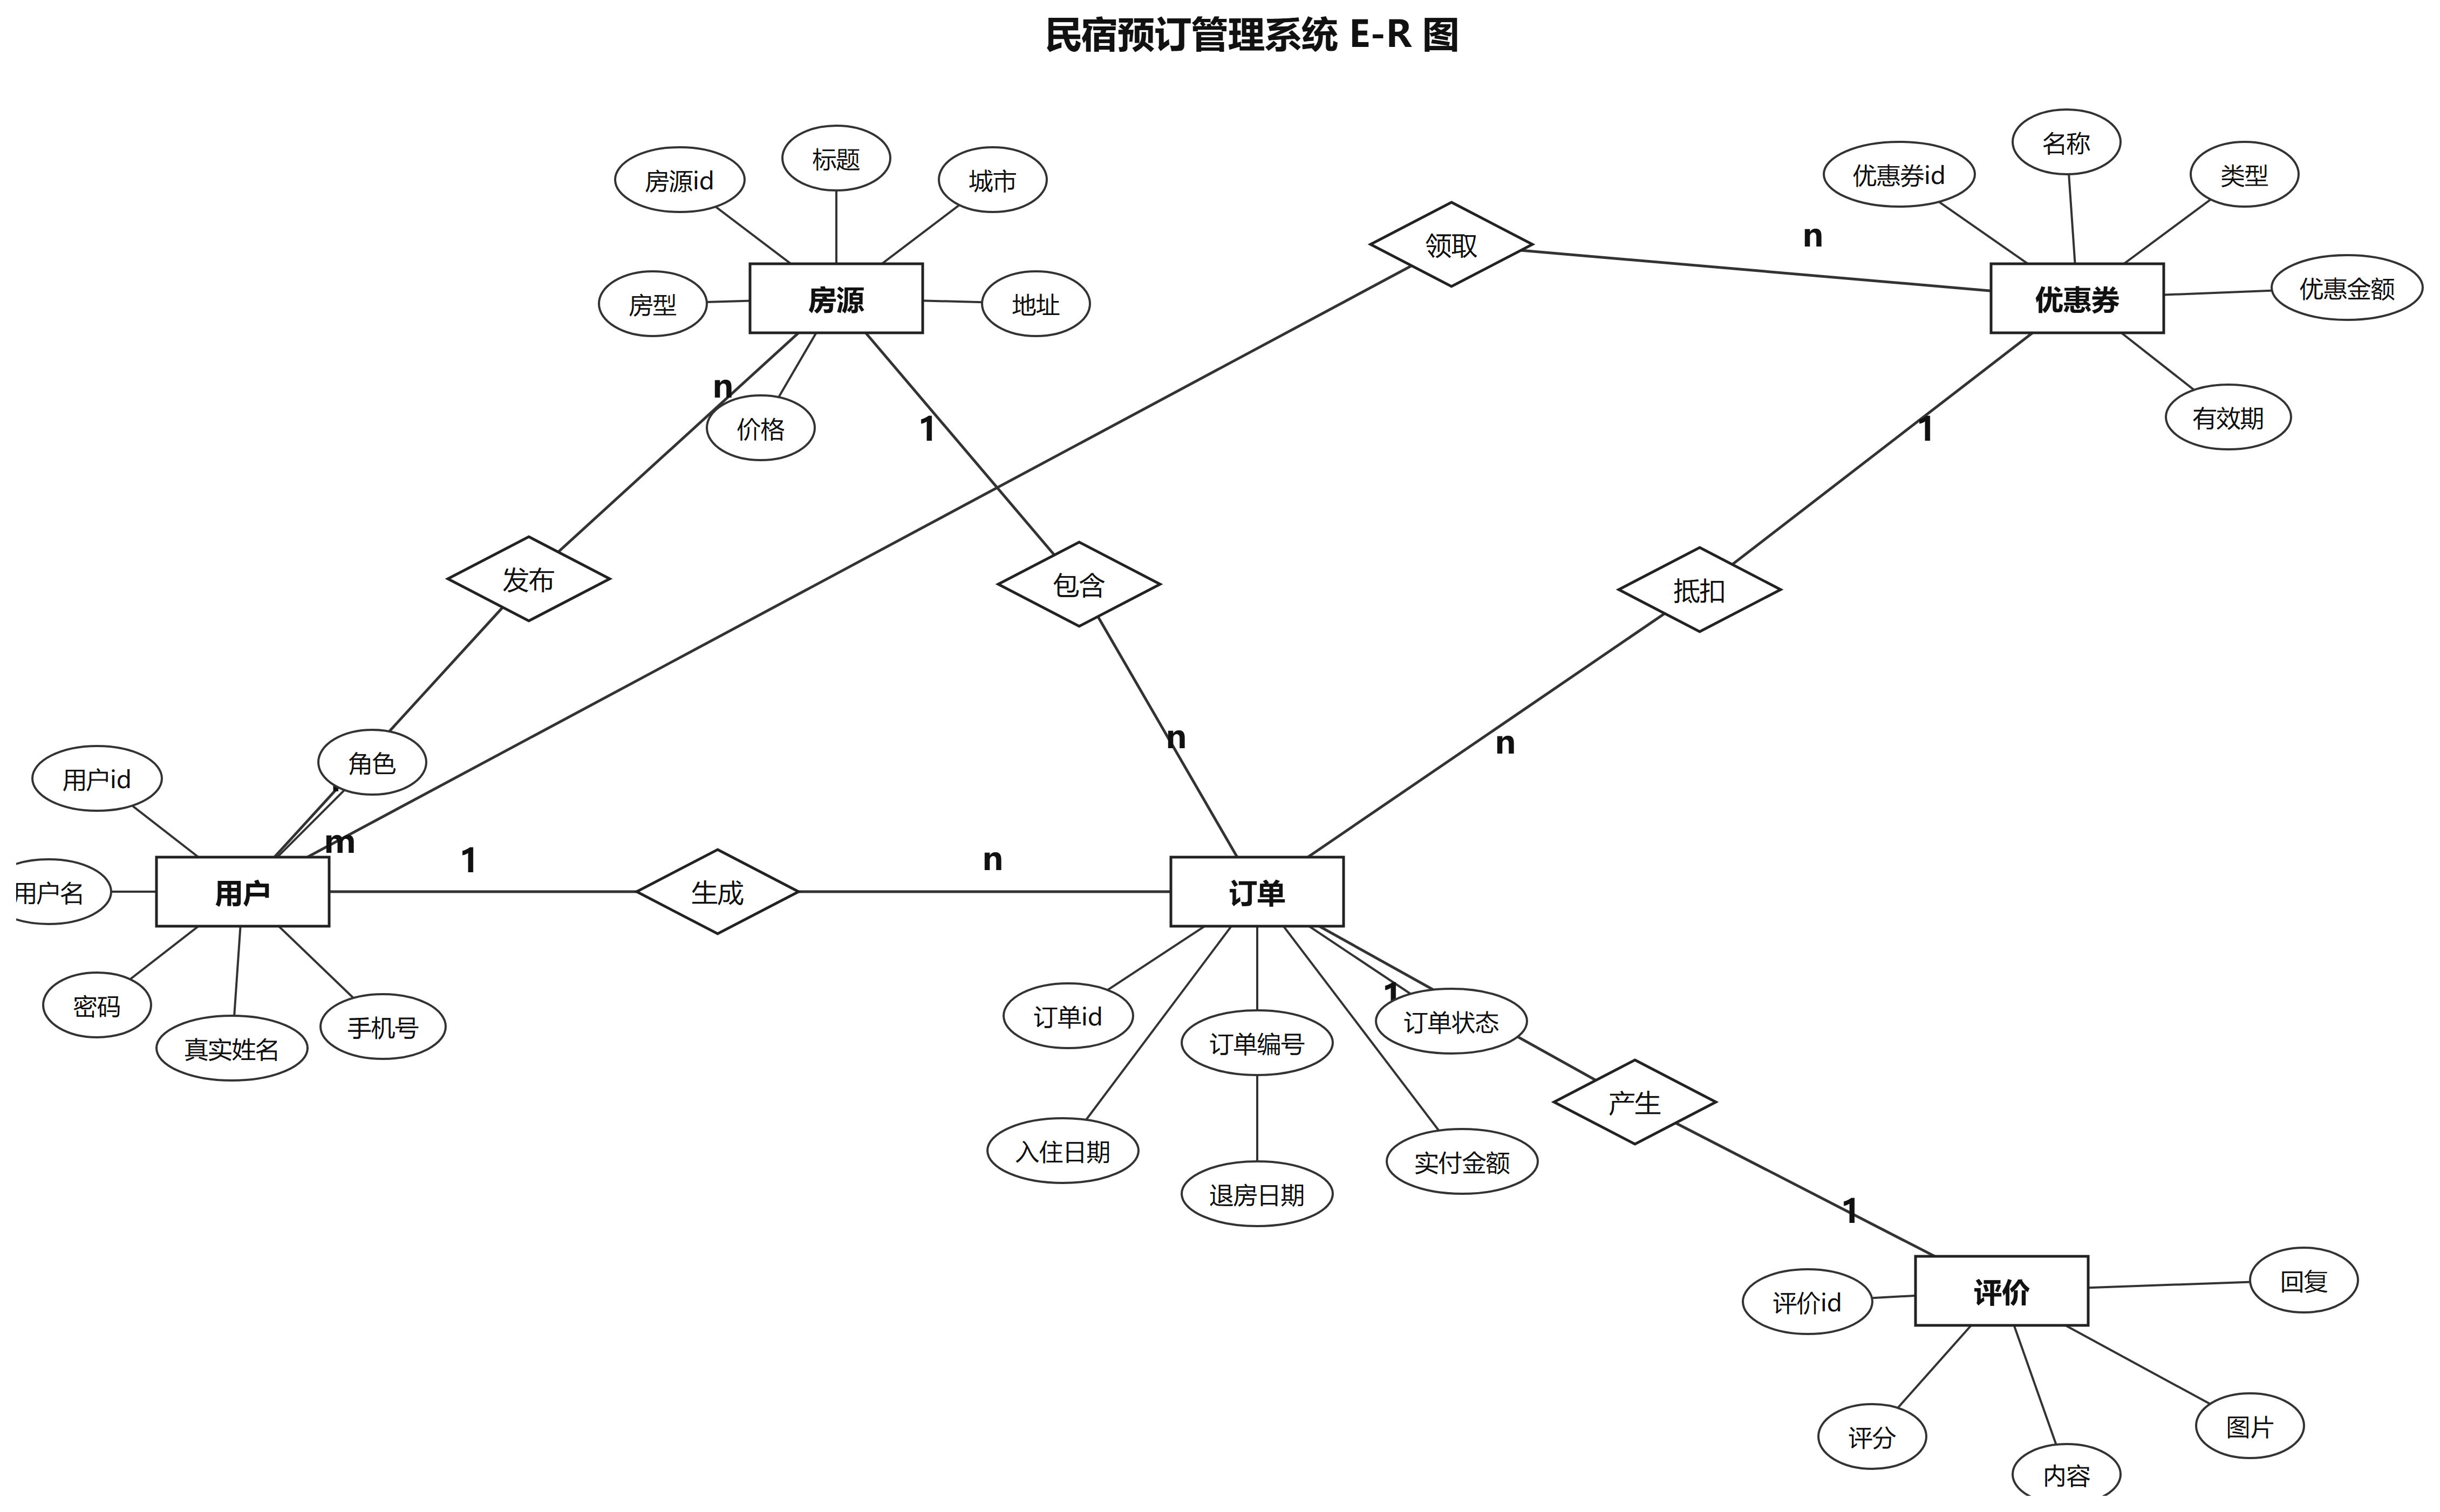 民宿预订管理系统 E-R 图
名称
标题
优惠券id
类型
房源id
城市
n
领取
优惠金额
房源
优惠券
房型
地址
n
有效期
价格
1
1
发布
包含
抵扣
n
n
角色
用户id
m
1
n
用户名
用户
生成
订单
1
密码
订单id
订单状态
手机号
订单编号
真实姓名
产生
入住日期
实付金额
退房日期
1
回复
评价
评价id
图片
评分
内容